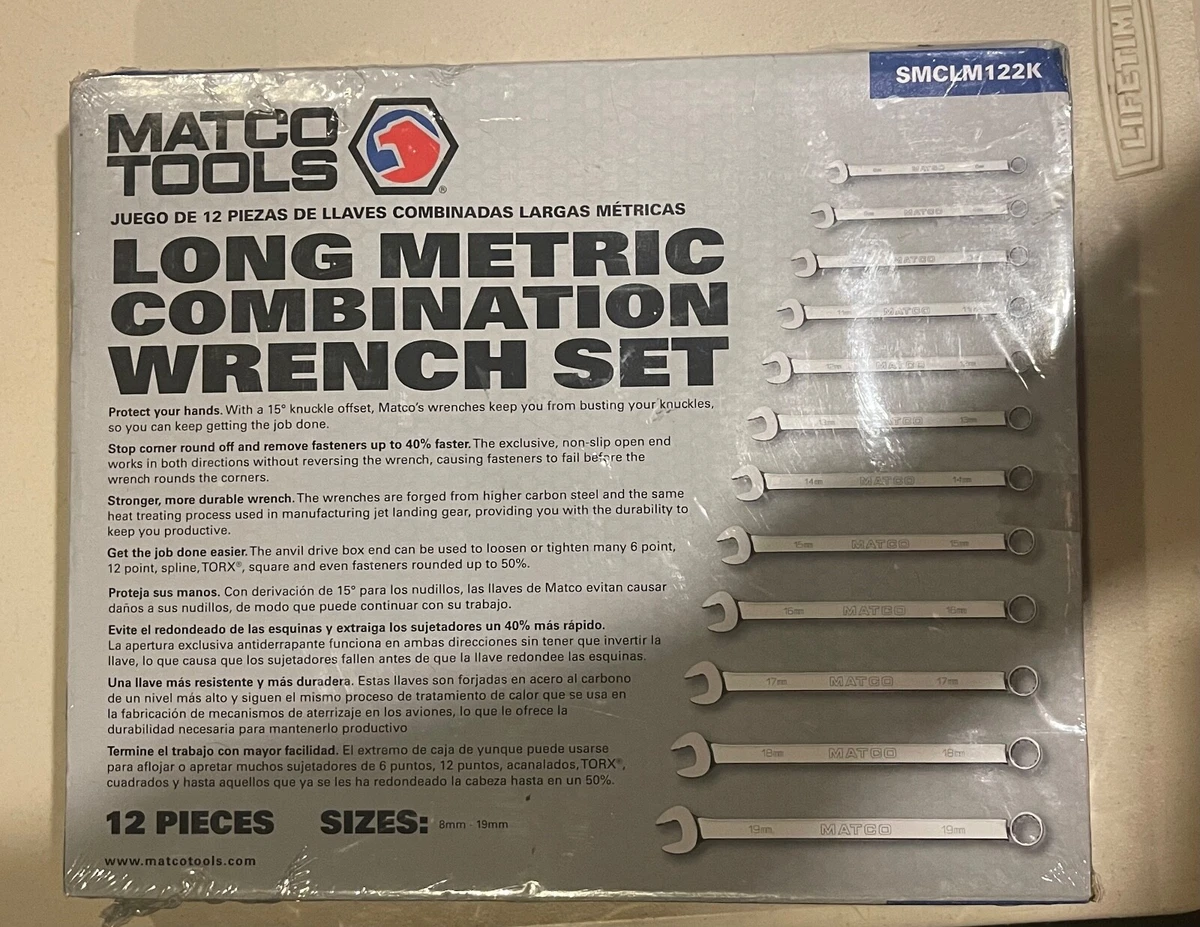 SMCLM122K
MATCO
TOOLS
®
JUEGO DE 12 PIEZAS DE LLAVES COMBINADAS LARGAS MÉTRICAS
LONG METRIC
COMBINATION
WRENCH SET
Protect your hands. With a 15° knuckle offset, Matco's wrenches keep you from busting your knuckles,
so you can keep getting the job done.
Stop corner round off and remove fasteners up to 40% faster. The exclusive, non-slip open end
works in both directions without reversing the wrench, causing fasteners to fail before the
wrench rounds the corners.
Stronger, more durable wrench. The wrenches are forged from higher carbon steel and the same
heat treating process used in manufacturing jet landing gear, providing you with the durability to
keep you productive.
Get the job done easier. The anvil drive box end can be used to loosen or tighten many 6 point,
12 point, spline, TORX®, square and even fasteners rounded up to 50%.
Proteja sus manos. Con derivación de 15° para los nudillos, las llaves de Matco evitan causar
daños a sus nudillos, de modo que puede continuar con su trabajo.
Evite el redondeado de las esquinas y extraiga los sujetadores un 40% más rápido.
La apertura exclusiva antiderrapante funciona en ambas direcciones sin tener que invertir la
llave, lo que causa que los sujetadores fallen antes de que la llave redondee las esquinas.
Una llave más resistente y más duradera. Estas llaves son forjadas en acero al carbono
de un nivel más alto y siguen el mismo proceso de tratamiento de calor que se usa en
la fabricación de mecanismos de aterrizaje en los aviones, lo que le ofrece la
durabilidad necesaria para mantenerlo productivo
Termine el trabajo con mayor facilidad. El extremo de caja de yunque puede usarse
para aflojar o apretar muchos sujetadores de 6 puntos, 12 puntos, acanalados, TORX®,
cuadrados y hasta aquellos que ya se les ha redondeado la cabeza hasta en un 50%.
12 PIECES SIZES: 8mm - 19mm
www.matcotools.com
MATCO
MATCO
MATCO
MATCO
MATCO
MATCO
14mm MATCO 14mm
15mm MATCO 15mm
16mm MATCO 16mm
17mm MATCO 17mm
18mm MATCO 18mm
19mm MATCO 19mm
LIFETIM